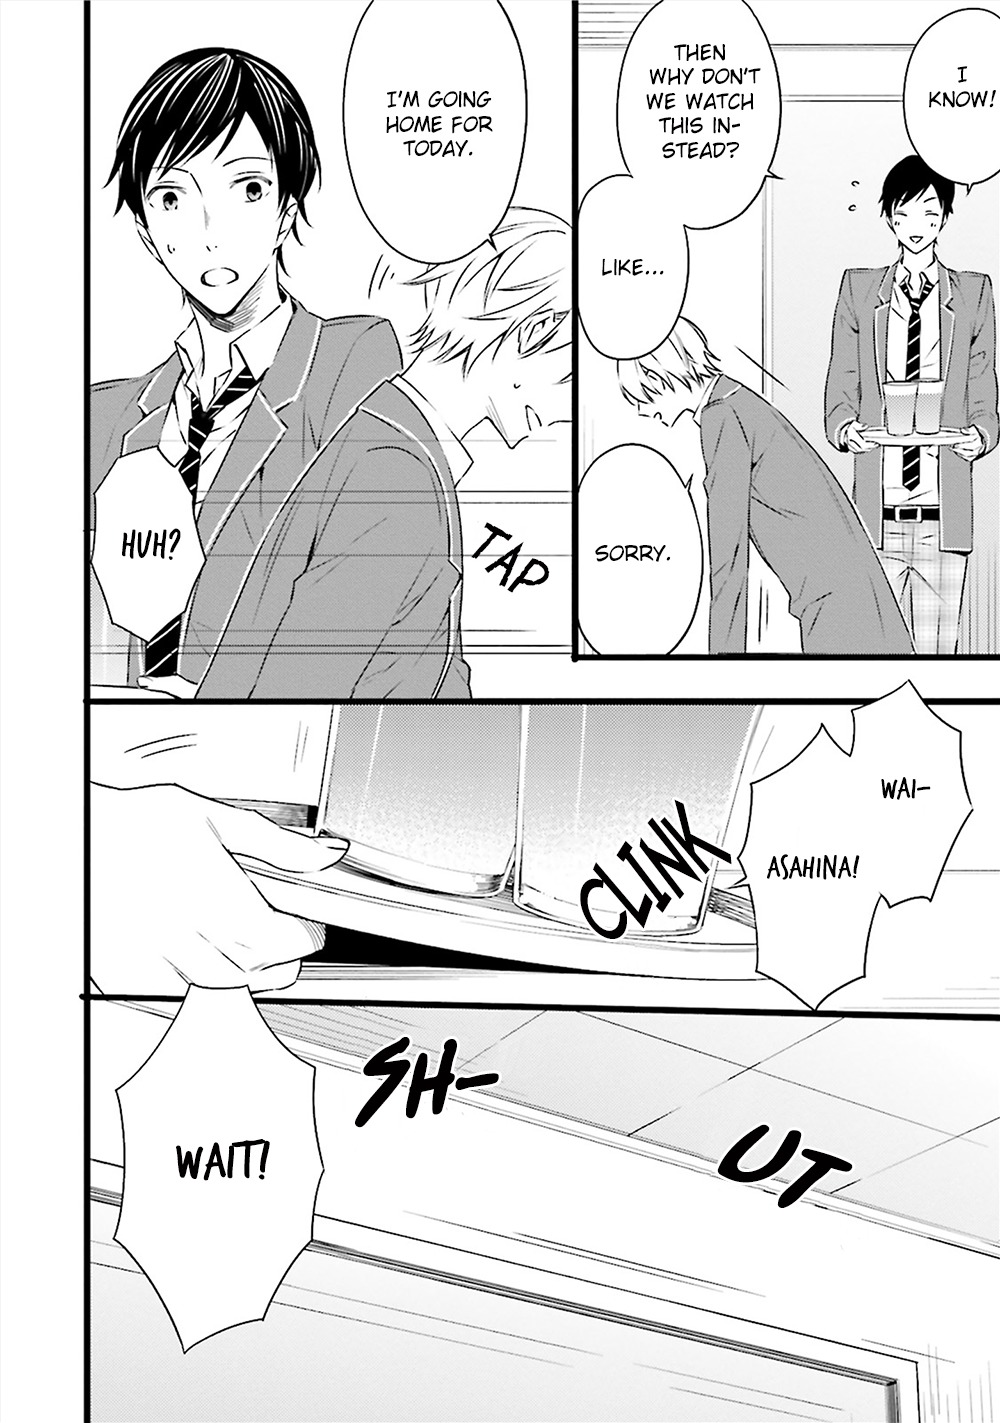 I
KNOW!
THEN
WHY DON'T
WE WATCH
THIS IN-
STEAD?
LIKE...
SORRY.
I'M GOING
HOME FOR
TODAY.
TAP
HUH?
WAI-
ASAHINA!
CLINK
SH-
UT
WAIT!